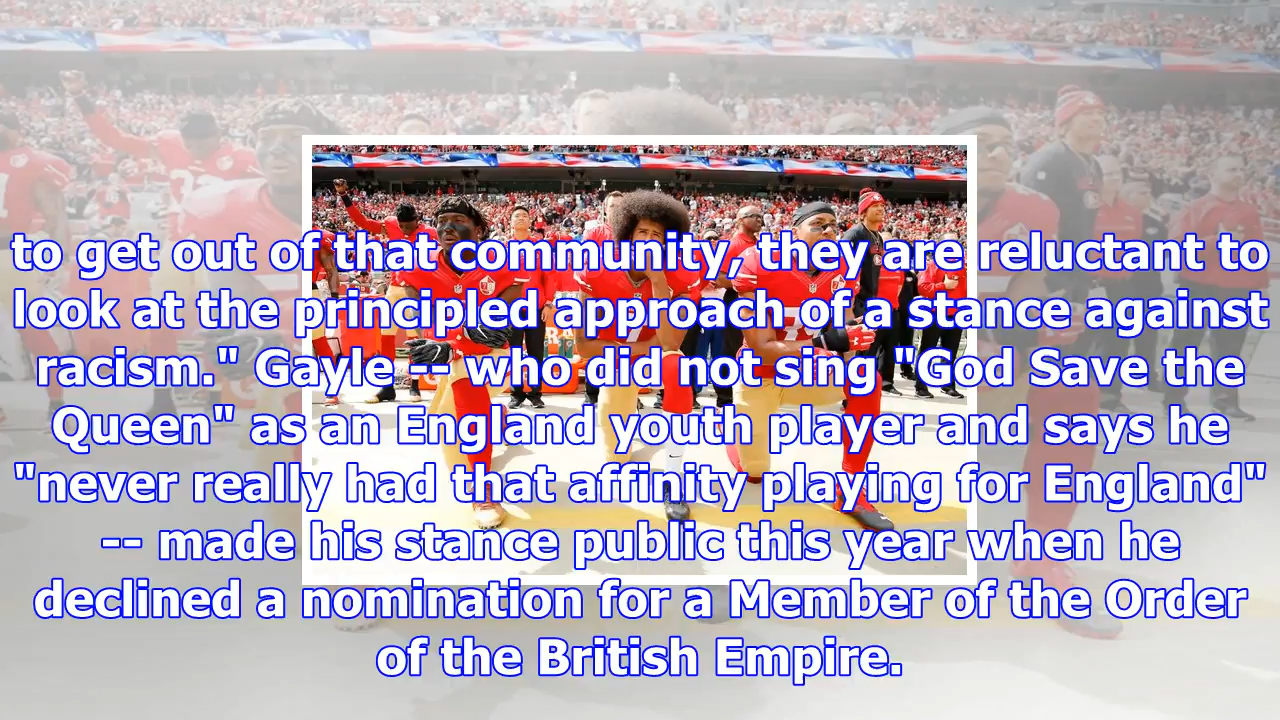 to get out of that community, they are reluctant to
look at the principled approach of a stance against
racism." Gayle -- who did not sing "God Save the
Queen" as an England youth player and says he
"never really had that affinity playing for England"
-- made his stance public this year when he
declined a nomination for a Member of the Order
of the British Empire.